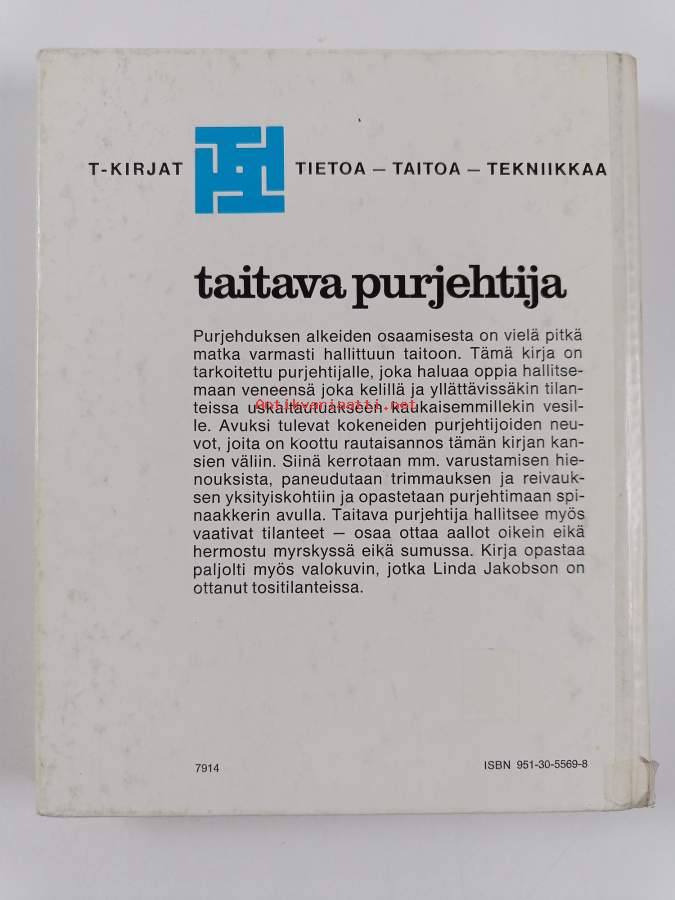 T-KIRJAT TIETOA – TAITOA – TEKNIIKKAA
taitava purjehtija
Purjehduksen alkeiden osaamisesta on vielä pitkä
matka varmasti hallittuun taitoon. Tämä kirja on
tarkoitettu purjehtijalle, joka haluaa oppia hallitse-
maan veneensä joka kelillä ja yllättävissäkin tilan-
teissa uskaltautuakseen kaukaisemmillekin vesil-
Antikvariaatti.net
le. Avuksi tulevat kokeneiden purjehtijoiden neu-
vot, joita on koottu rautaisannos tämän kirjan kan-
sien väliin. Siinä kerrotaan mm. varustamisen hie-
nouksista, paneudutaan trimmauksen ja reivauk-
sen yksityiskohtiin ja opastetaan purjehtimaan spi-
naakkerin avulla. Taitava purjehtija hallitsee myös
vaativat tilanteet – osaa ottaa aallot oikein eikä
hermostu myrskyssä eikä sumussa. Kirja opastaa
paljolti myös valokuvin, jotka Linda Jakobson on
ottanut tositilanteissa.
7914 ISBN 951-30-5569-8